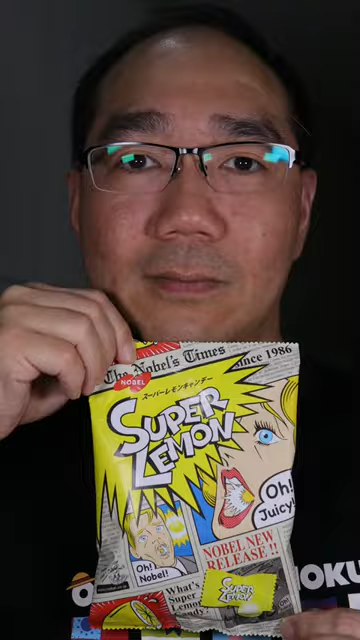 The Nobel's Times
Since 1986
NOBEL
スーパーレモンキャンデー
SUPER
LEMON
Oh!
Juicy!
Oh!
Nobel!
NOBEL NEW
RELEASE !!
What's
Super
Lemon
SUPER
LEMON